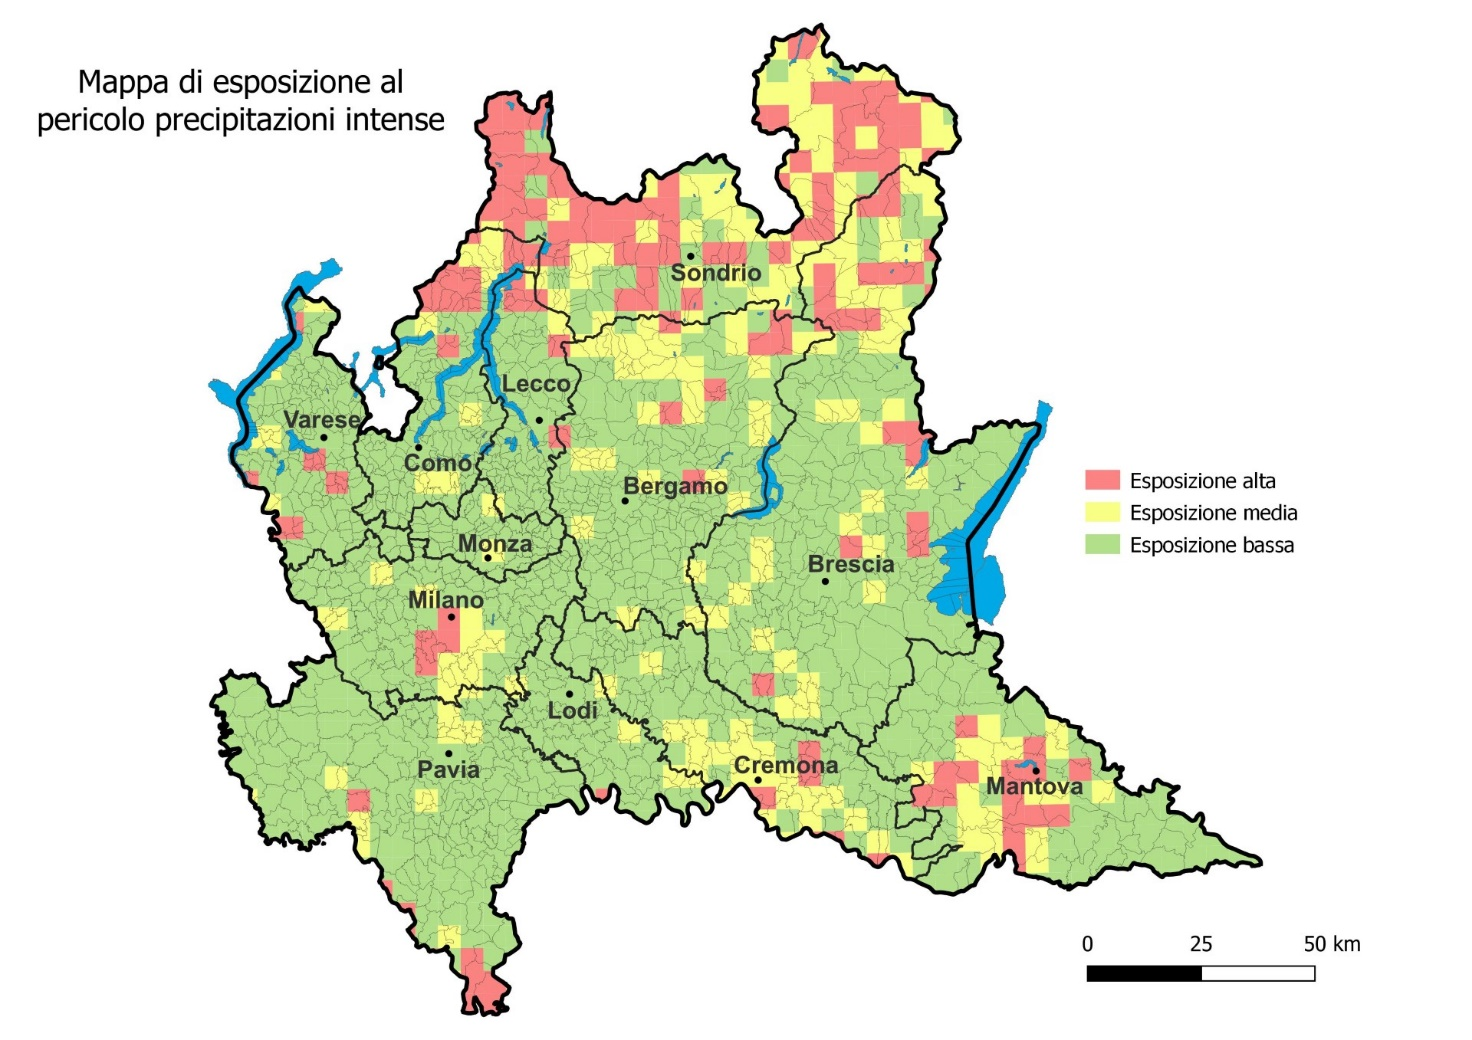 Mappa di esposizione al
pericolo precipitazioni intense
Sondrio
Lecco
Varese
Como
Bergamo
Monza
Brescia
Milano
Lodi
Pavia
Cremona
Mantova
Esposizione alta
Esposizione media
Esposizione bassa
0 25 50 km